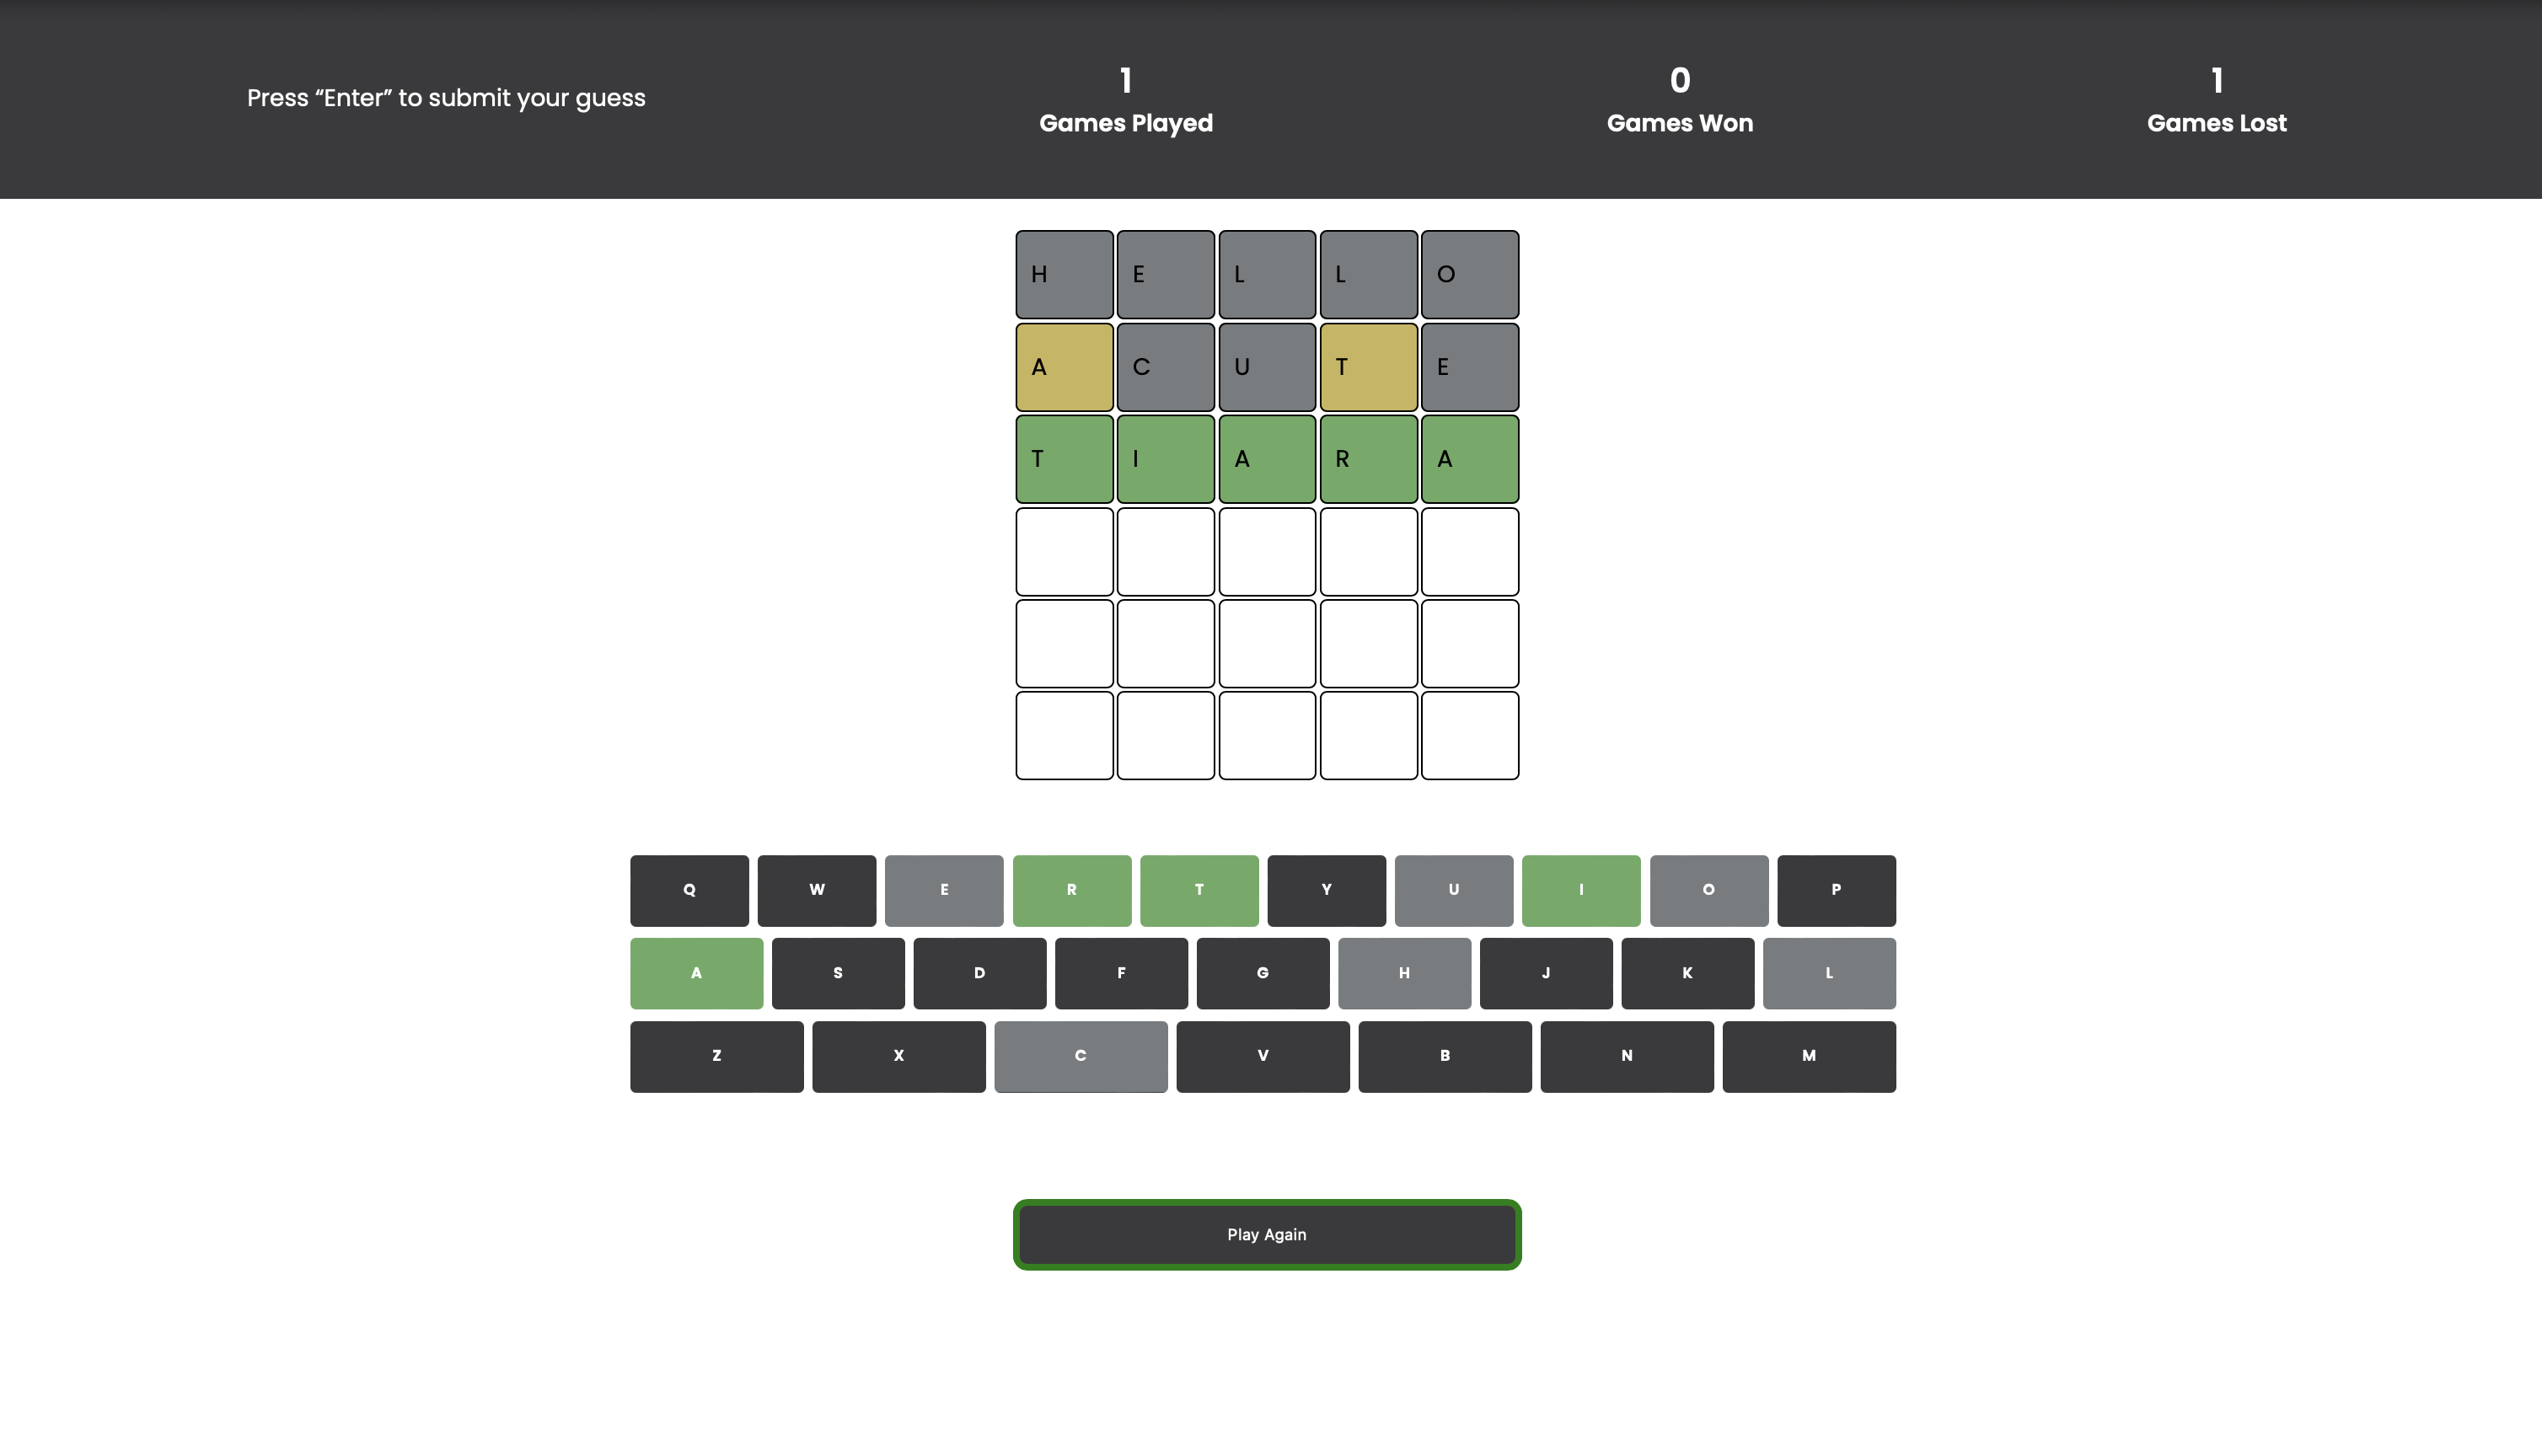 Press “Enter” to submit your guess
1
Games Played
0
Games Won
1
Games Lost
H E L L O
A C U T E
T I A R A
Q W E R T Y U I O P
A S D F G H J K L
Z X C V B N M
Play Again